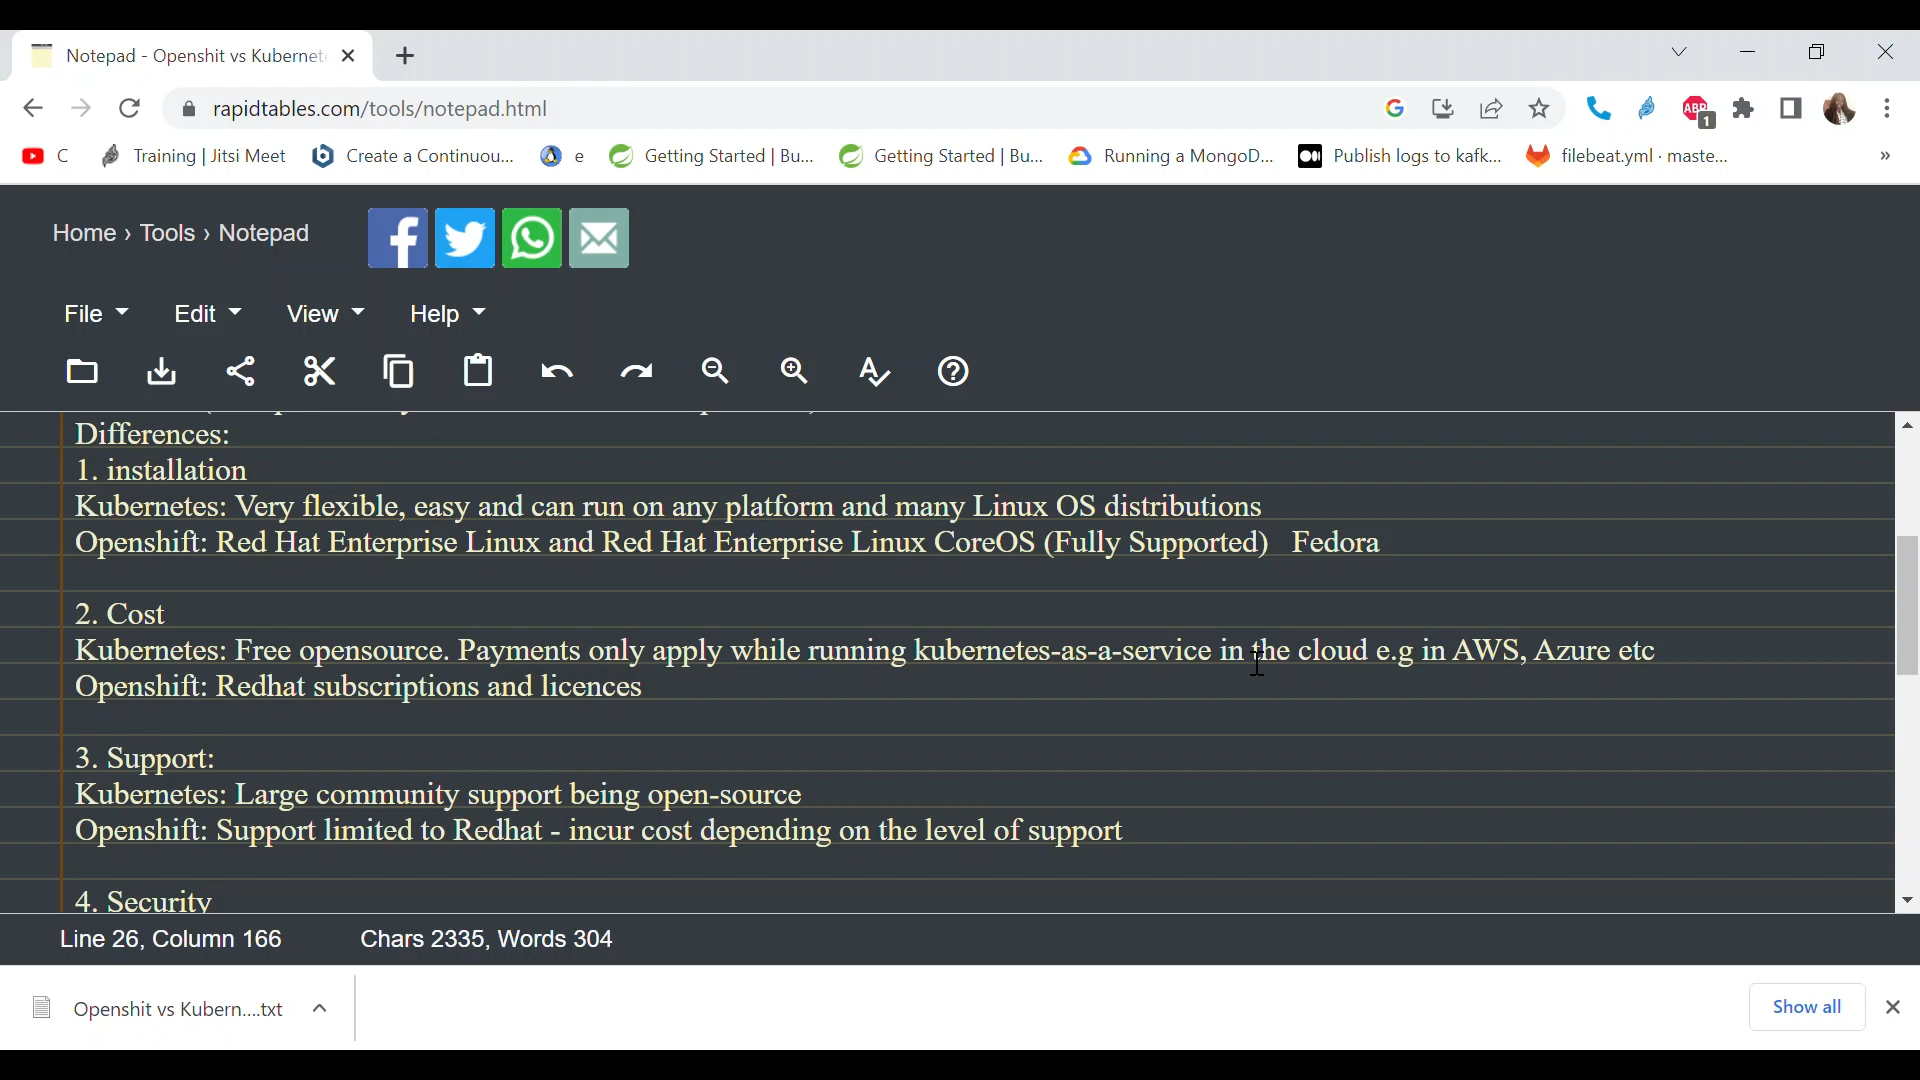 Notepad - Openshit vs Kubernet
rapidtables.com/tools/notepad.html
ABP
1
C
Training | Jitsi Meet
Create a Continuou...
e
Getting Started | Bu...
Getting Started | Bu...
Running a MongoD...
Publish logs to kafk...
filebeat.yml · maste...
»
Home › Tools › Notepad
File
Edit
View
Help
Differences:
1. installation
Kubernetes: Very flexible, easy and can run on any platform and many Linux OS distributions
Openshift: Red Hat Enterprise Linux and Red Hat Enterprise Linux CoreOS (Fully Supported) Fedora
2. Cost
Kubernetes: Free opensource. Payments only apply while running kubernetes-as-a-service in the cloud e.g in AWS, Azure etc
Openshift: Redhat subscriptions and licences
3. Support:
Kubernetes: Large community support being open-source
Openshift: Support limited to Redhat - incur cost depending on the level of support
4. Security
Line 26, Column 166
Chars 2335, Words 304
Openshit vs Kubern....txt
Show all